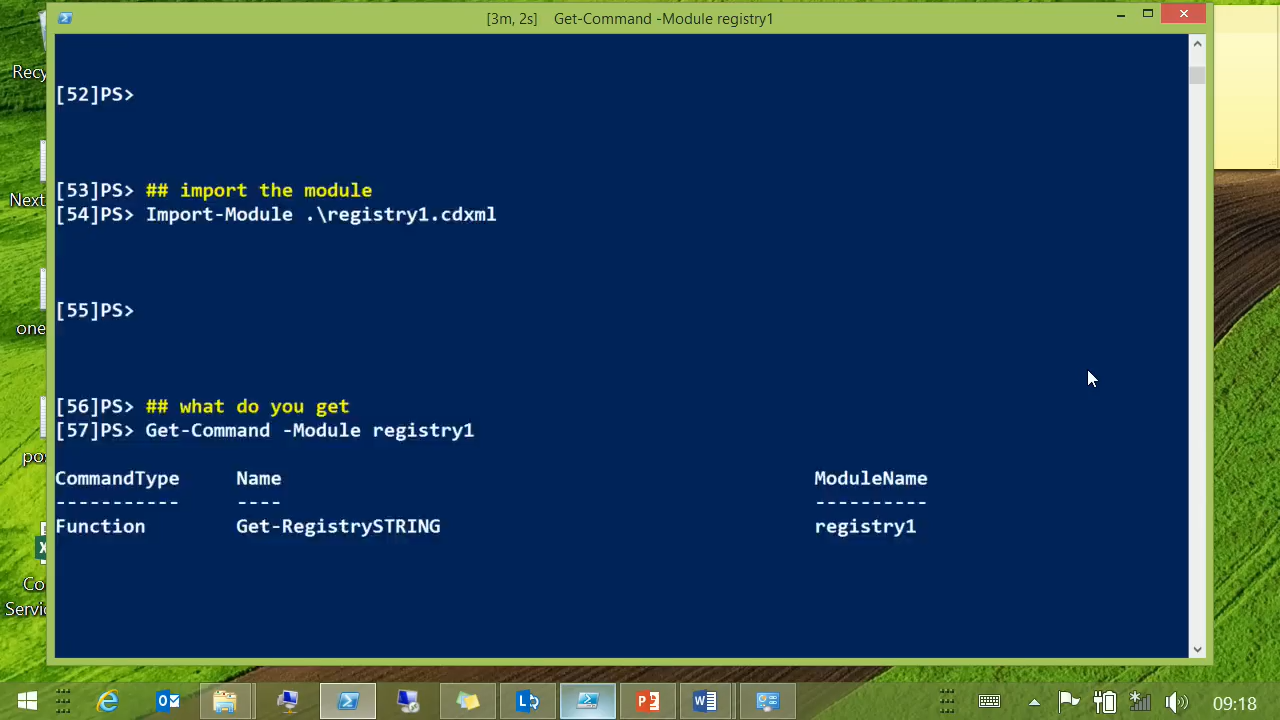 [3m, 2s] Get-Command -Module registry1
[52]PS>
[53]PS> ## import the module
[54]PS> Import-Module .\registry1.cdxml
[55]PS>
[56]PS> ## what do you get
[57]PS> Get-Command -Module registry1
CommandType Name ModuleName
----------- ---- ----------
Function Get-RegistrySTRING registry1
Recy
Next
one
pos
Co
Servic
09:18